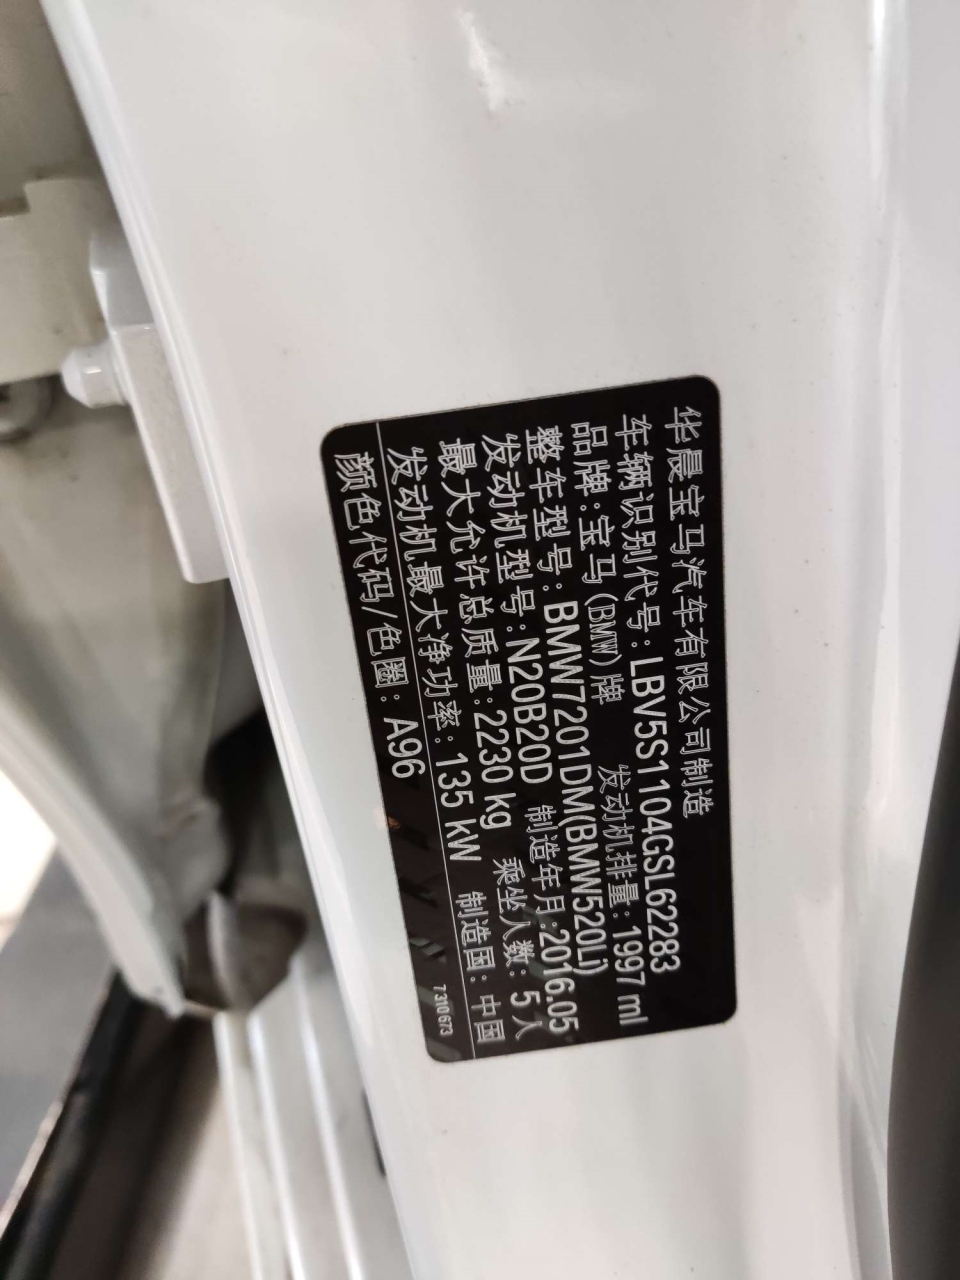 华晨宝马汽车有限公司制造
车辆识别代号:LBV5S1104GSL62283
品牌:宝马(BMW)牌 发动机排量:1997 ml
整车型号:BMW7201DM(BMW520Li)
发动机型号:N20B20D 制造年月:2016.05
最大允许总质量:2230 kg 乘坐人数:5人
发动机最大净功率:135 kW 制造国:中国
颜色代码/色圈:A96 7 310 673